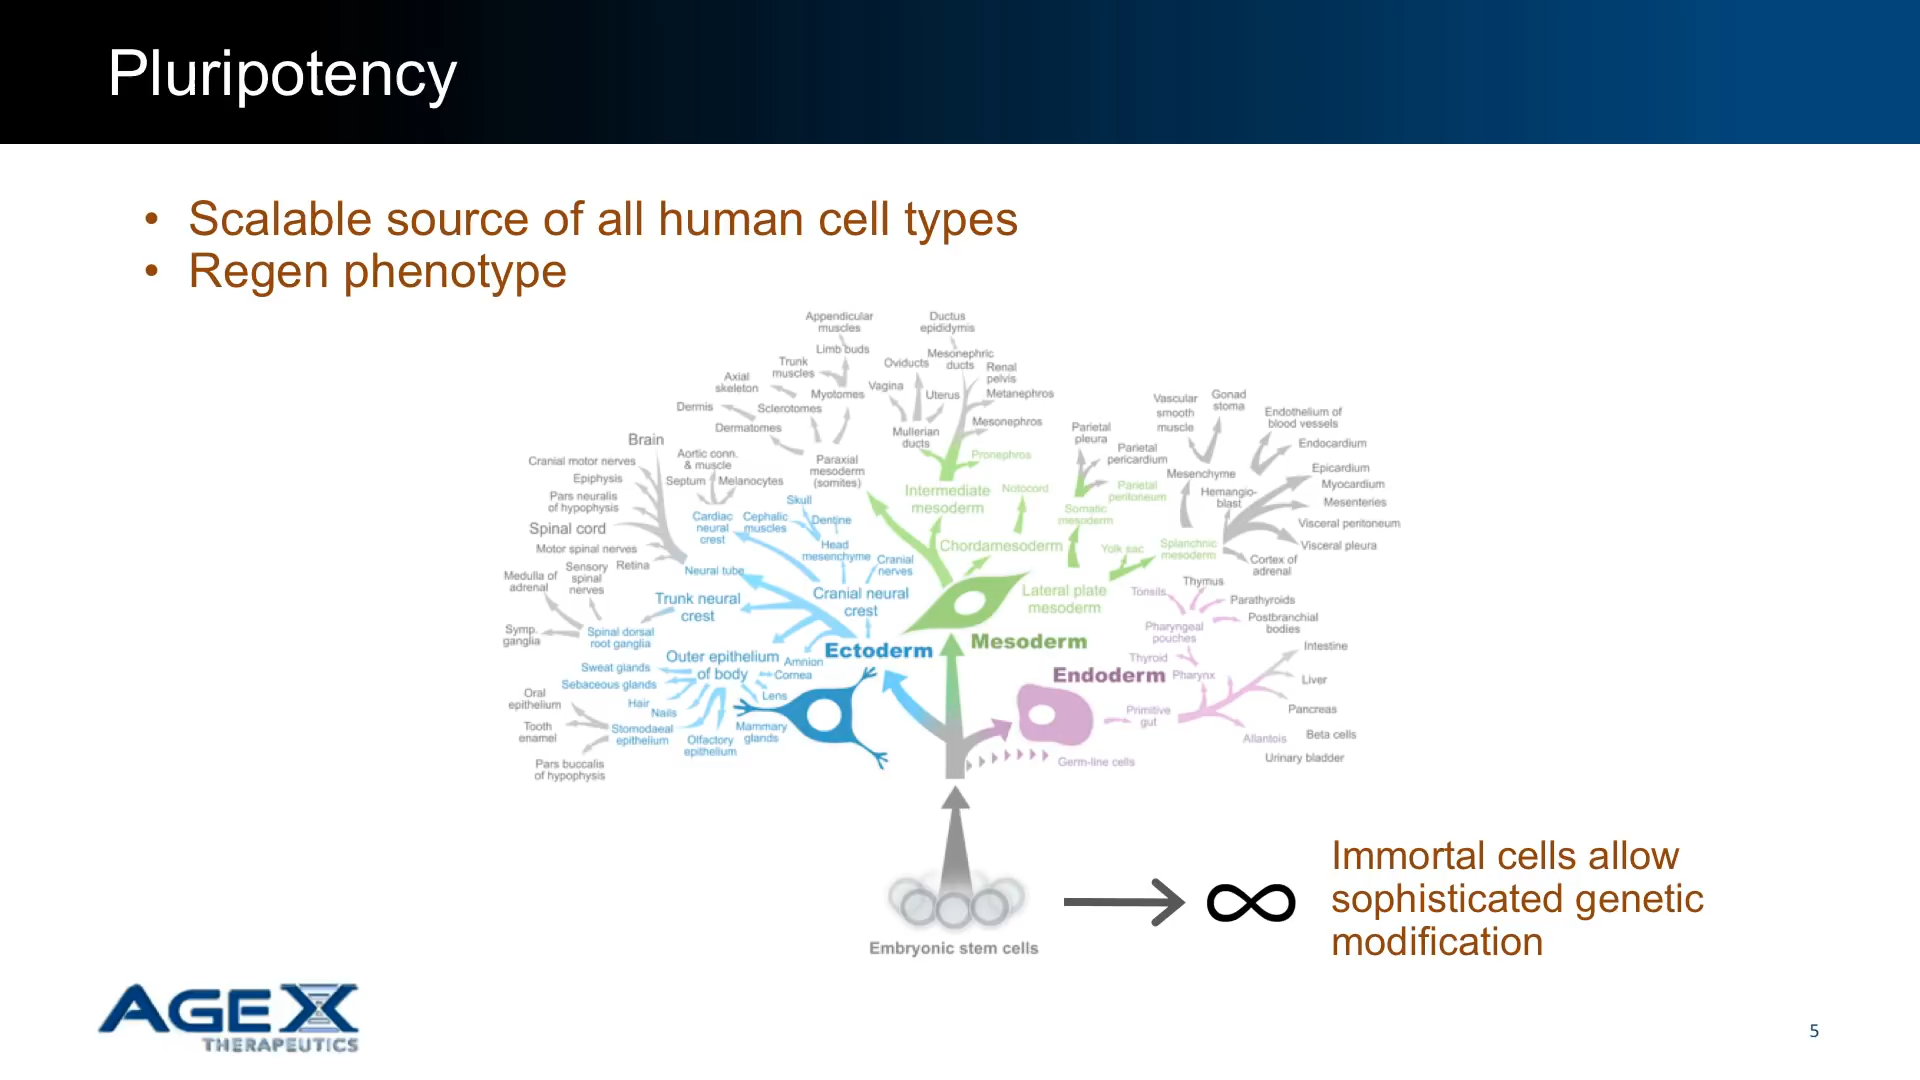 Pluripotency
• Scalable source of all human cell types
• Regen phenotype
Appendicular
muscles
Limb buds
Trunk
muscles
Axial
skeleton
Myotomes
Dermis
Sclerotomes
Dermatomes
Paraxial
mesoderm
(somites)
Ductus
epididymis
Mesonephric
ducts
Oviducts
Renal
pelvis
Vagina
Uterus
Metanephros
Mullerian
ducts
Mesonephros
Pronephros
Intermediate
mesoderm
Notocord
Chordamesoderm
Parietal
pleura
Parietal
pericardium
Parietal
peritoneum
Somatic
mesoderm
Vascular
smooth
muscle
Gonad
stoma
Endothelium of
blood vessels
Endocardium
Mesenchyme
Epicardium
Myocardium
Hemangio-
blast
Mesenteries
Visceral peritoneum
Visceral pleura
Yolk sac
Splanchnic
mesoderm
Cortex of
adrenal
Lateral plate
mesoderm
Brain
Cranial motor nerves
Epiphysis
Pars neuralis
of hypophysis
Spinal cord
Motor spinal nerves
Retina
Aortic conn.
& muscle
Septum
Melanocytes
Cardiac
neural
crest
Cephalic
muscles
Skull
Dentine
Head
mesenchyme
Cranial
nerves
Neural tube
Medulla of
adrenal
Sensory
spinal
nerves
Trunk neural
crest
Cranial neural
crest
Symp.
ganglia
Spinal dorsal
root ganglia
Outer epithelium
of body
Amnion
Cornea
Lens
Sweat glands
Sebaceous glands
Hair
Nails
Oral
epithelium
Tooth
enamel
Stomodaeal
epithelium
Olfactory
epithelium
Mammary
glands
Pars buccalis
of hypophysis
Ectoderm
Mesoderm
Endoderm
Tonsils
Thymus
Parathyroids
Postbranchial
bodies
Pharyngeal
pouches
Thyroid
Pharynx
Intestine
Liver
Pancreas
Primitive
gut
Allantois
Beta cells
Urinary bladder
Germ-line cells
Embryonic stem cells
∞
Immortal cells allow
sophisticated genetic
modification
AGEX
THERAPEUTICS
5